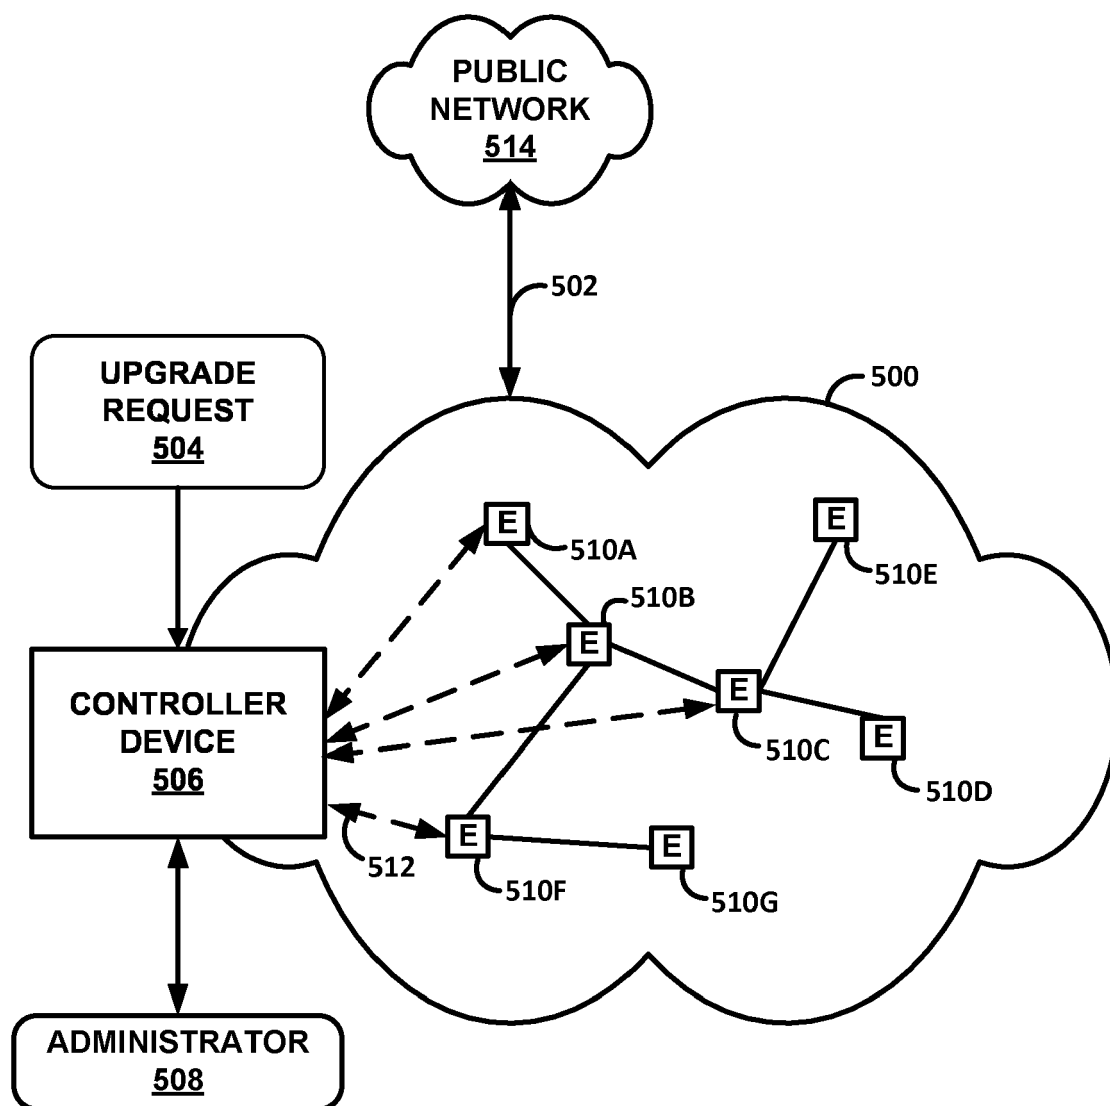 PUBLIC
NETWORK
514
502
UPGRADE
REQUEST
504
500
E
510A
E
510E
E
510B
E
510C
E
510D
CONTROLLER
DEVICE
506
512
E
510F
E
510G
ADMINISTRATOR
508